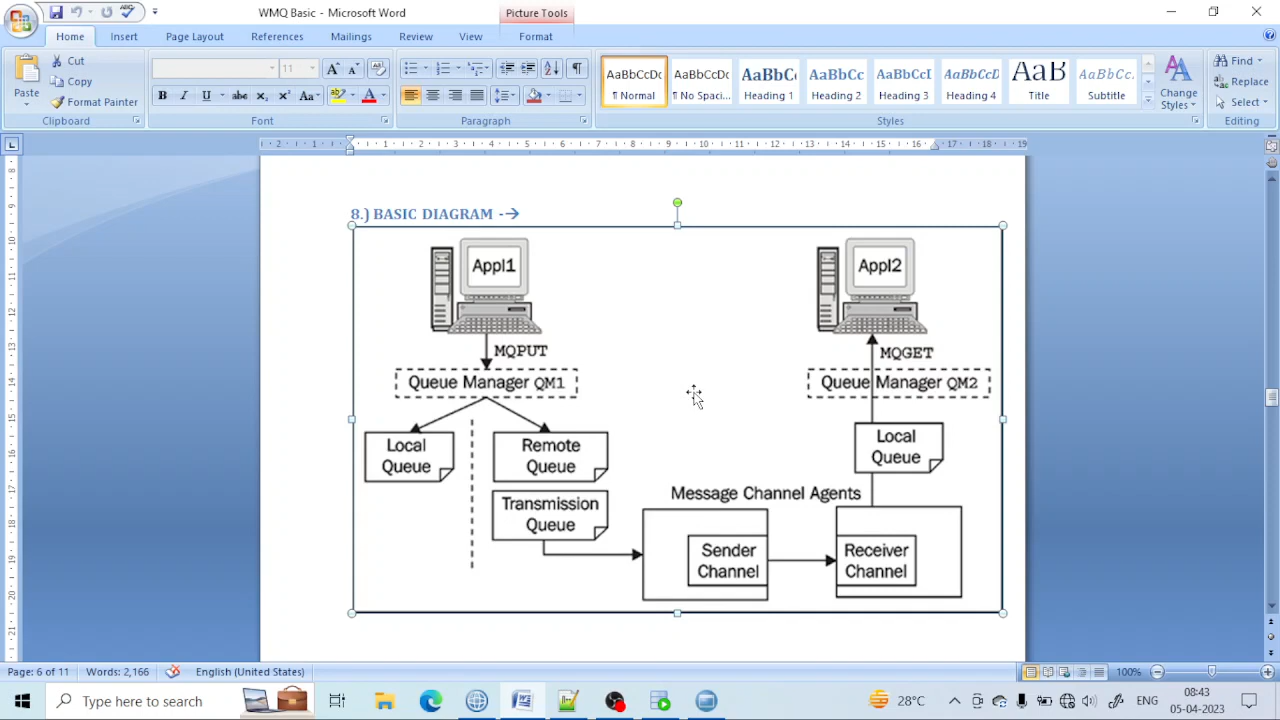 WMQ Basic - Microsoft Word
Picture Tools
Home Insert Page Layout References Mailings Review View Format
Paste
Cut
Copy
Format Painter
Clipboard
11
Font
Paragraph
AaBbCcDc AaBbCcDc AaBbC AaBbCc AaBbCcI AaBbCcD AaB AaBbCc.
¶ Normal ¶ No Spaci... Heading 1 Heading 2 Heading 3 Heading 4 Title Subtitle
Change
Styles
Styles
Find
Replace
Select
Editing
8.) BASIC DIAGRAM -→
Appl1
Appl2
MQPUT
MQGET
Queue Manager QM1
Queue Manager QM2
Local
Queue
Remote
Queue
Local
Queue
Transmission
Queue
Message Channel Agents
Sender
Channel
Receiver
Channel
Page: 6 of 11 Words: 2,166 English (United States) 100%
Type here to search
28°C
ENG
08:43
05-04-2023